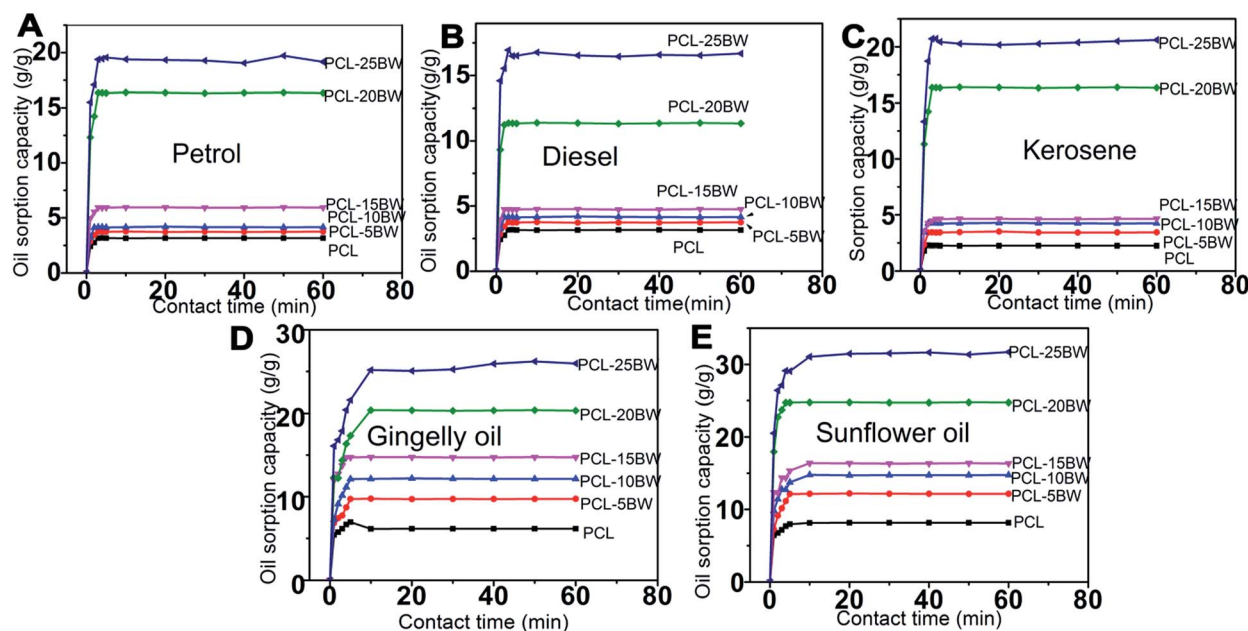 A
Oil sorption capacity (g/g)
20
15
10
5
0
PCL-25BW
PCL-20BW
Petrol
PCL-15BW
PCL-10BW
PCL-5BW
PCL
0 20 40 60 80
Contact time (min)
B
Oil sorption capacity(g/g)
15
10
5
0
PCL-25BW
PCL-20BW
Diesel
PCL-15BW
PCL-10BW
PCL-5BW
PCL
0 20 40 60 80
Contact time(min)
C
Sorption capacity (g/g)
20
15
10
5
0
PCL-25BW
PCL-20BW
Kerosene
PCL-15BW
PCL-10BW
PCL-5BW
PCL
0 20 40 60 80
Contact time (min)
D
Oil sorption capacity (g/g)
30
20
10
0
PCL-25BW
PCL-20BW
Gingelly oil
PCL-15BW
PCL-10BW
PCL-5BW
PCL
0 20 40 60 80
Contact time (min)
E
Oil sorption capacity (g/g)
30
20
10
0
PCL-25BW
PCL-20BW
Sunflower oil
PCL-15BW
PCL-10BW
PCL-5BW
PCL
0 20 40 60 80
Contact time (min)